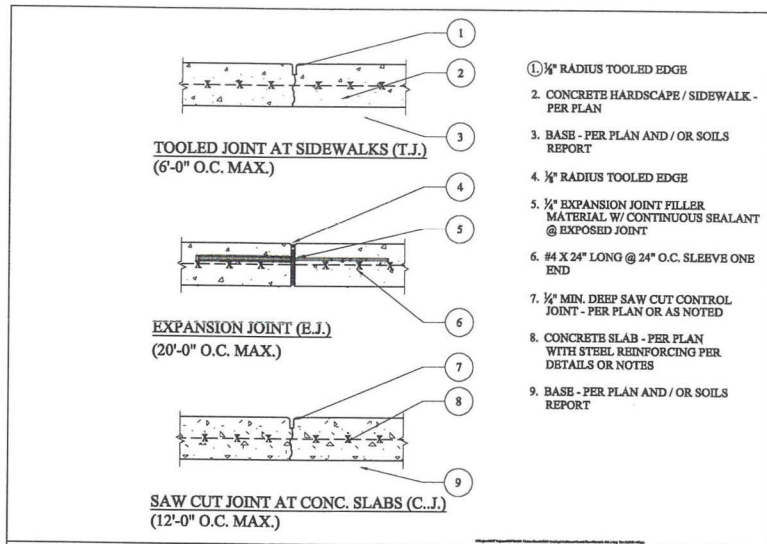 1
2
3
TOOLED JOINT AT SIDEWALKS (T.J.)
(6'-0" O.C. MAX.)
4
5
6
EXPANSION JOINT (E.J.)
(20'-0" O.C. MAX.)
7
8
9
SAW CUT JOINT AT CONC. SLABS (C..J.)
(12'-0" O.C. MAX.)
1. ⅛" RADIUS TOOLED EDGE
2. CONCRETE HARDSCAPE / SIDEWALK -
PER PLAN
3. BASE - PER PLAN AND / OR SOILS
REPORT
4. ⅛" RADIUS TOOLED EDGE
5. ¼" EXPANSION JOINT FILLER
MATERIAL W/ CONTINUOUS SEALANT
@ EXPOSED JOINT
6. #4 X 24" LONG @ 24" O.C. SLEEVE ONE
END
7. ¼" MIN. DEEP SAW CUT CONTROL
JOINT - PER PLAN OR AS NOTED
8. CONCRETE SLAB - PER PLAN
WITH STEEL REINFORCING PER
DETAILS OR NOTES
9. BASE - PER PLAN AND / OR SOILS
REPORT